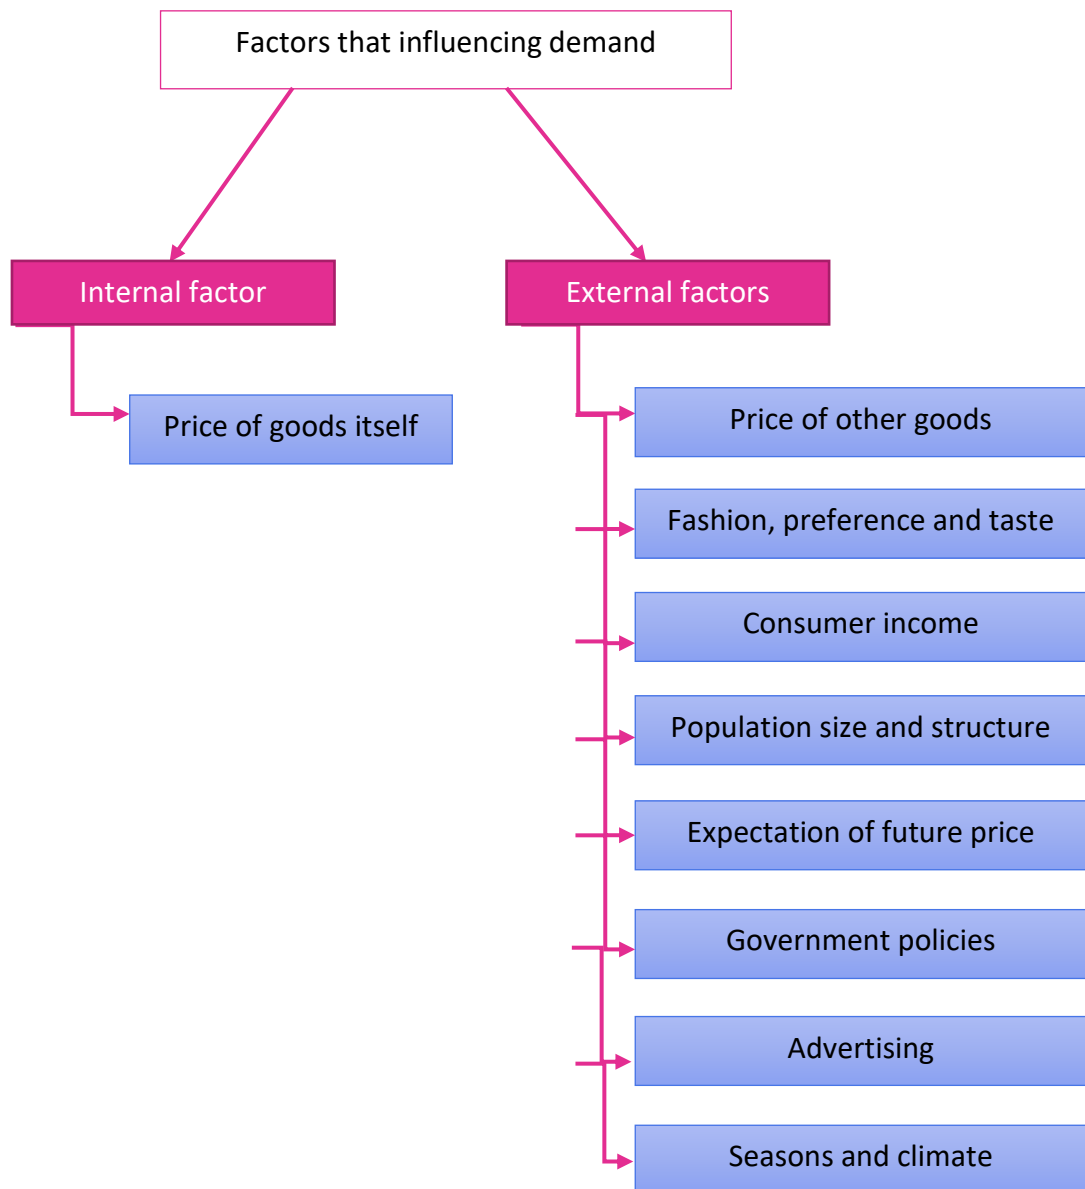 Factors that influencing demand
Internal factor
External factors
Price of goods itself
Price of other goods
Fashion, preference and taste
Consumer income
Population size and structure
Expectation of future price
Government policies
Advertising
Seasons and climate